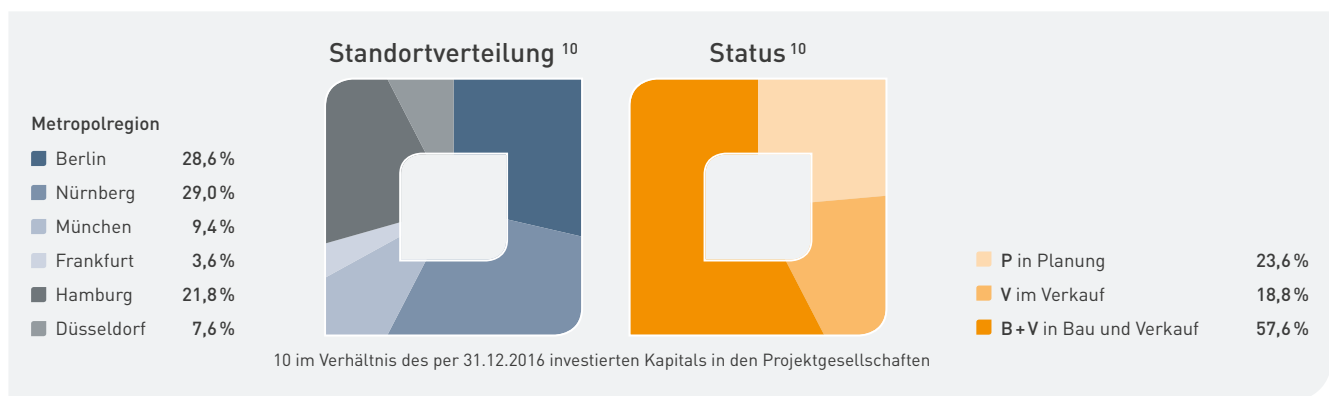 Standortverteilung 10
Status 10
Metropolregion
Berlin 28,6 %
Nürnberg 29,0 %
München 9,4 %
Frankfurt 3,6 %
Hamburg 21,8 %
Düsseldorf 7,6 %
P in Planung 23,6 %
V im Verkauf 18,8 %
B + V in Bau und Verkauf 57,6 %
10 im Verhältnis des per 31.12.2016 investierten Kapitals in den Projektgesellschaften